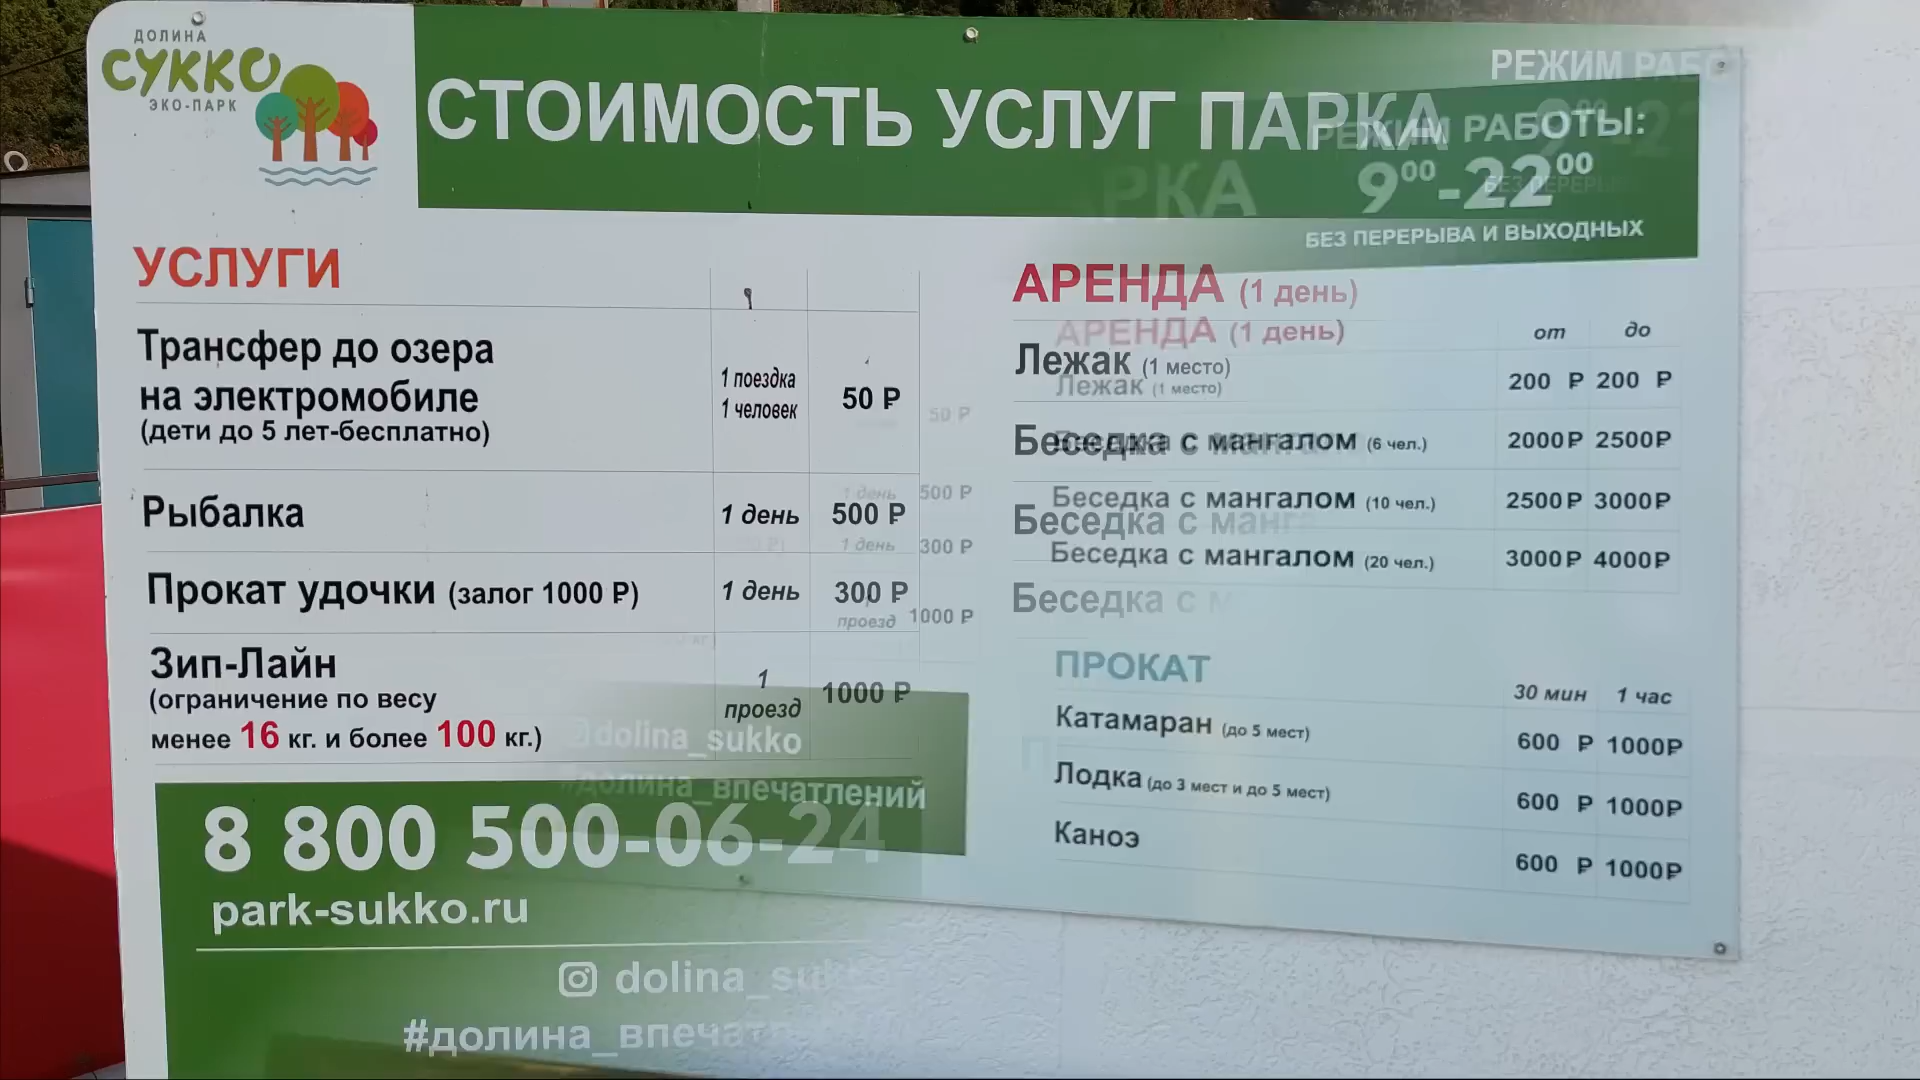 ДОЛИНА
СУККО
ЭКО-ПАРК
СТОИМОСТЬ УСЛУГ ПАРКА
РЕЖИМ РАБОТЫ:
9⁰⁰-22⁰⁰
БЕЗ ПЕРЕРЫВА И ВЫХОДНЫХ
УСЛУГИ
Трансфер до озера
на электромобиле
(дети до 5 лет-бесплатно)
1 поездка
1 человек
50 ₽
Рыбалка 1 день 500 ₽
Прокат удочки (залог 1000 ₽) 1 день 300 ₽
Зип-Лайн
(ограничение по весу
менее 16 кг. и более 100 кг.)
1
проезд
1000 ₽
8 800 500-06-24
park-sukko.ru
dolina_sukko
#долина_впечатлений
АРЕНДА (1 день)
от до
Лежак (1 место) 200 ₽ 200 ₽
Беседка с мангалом (6 чел.) 2000₽ 2500₽
Беседка с мангалом (10 чел.) 2500₽ 3000₽
Беседка с мангалом (20 чел.) 3000₽ 4000₽
ПРОКАТ
30 мин 1 час
Катамаран (до 5 мест) 600 ₽ 1000₽
Лодка (до 3 мест и до 5 мест) 600 ₽ 1000₽
Каноэ 600 ₽ 1000₽